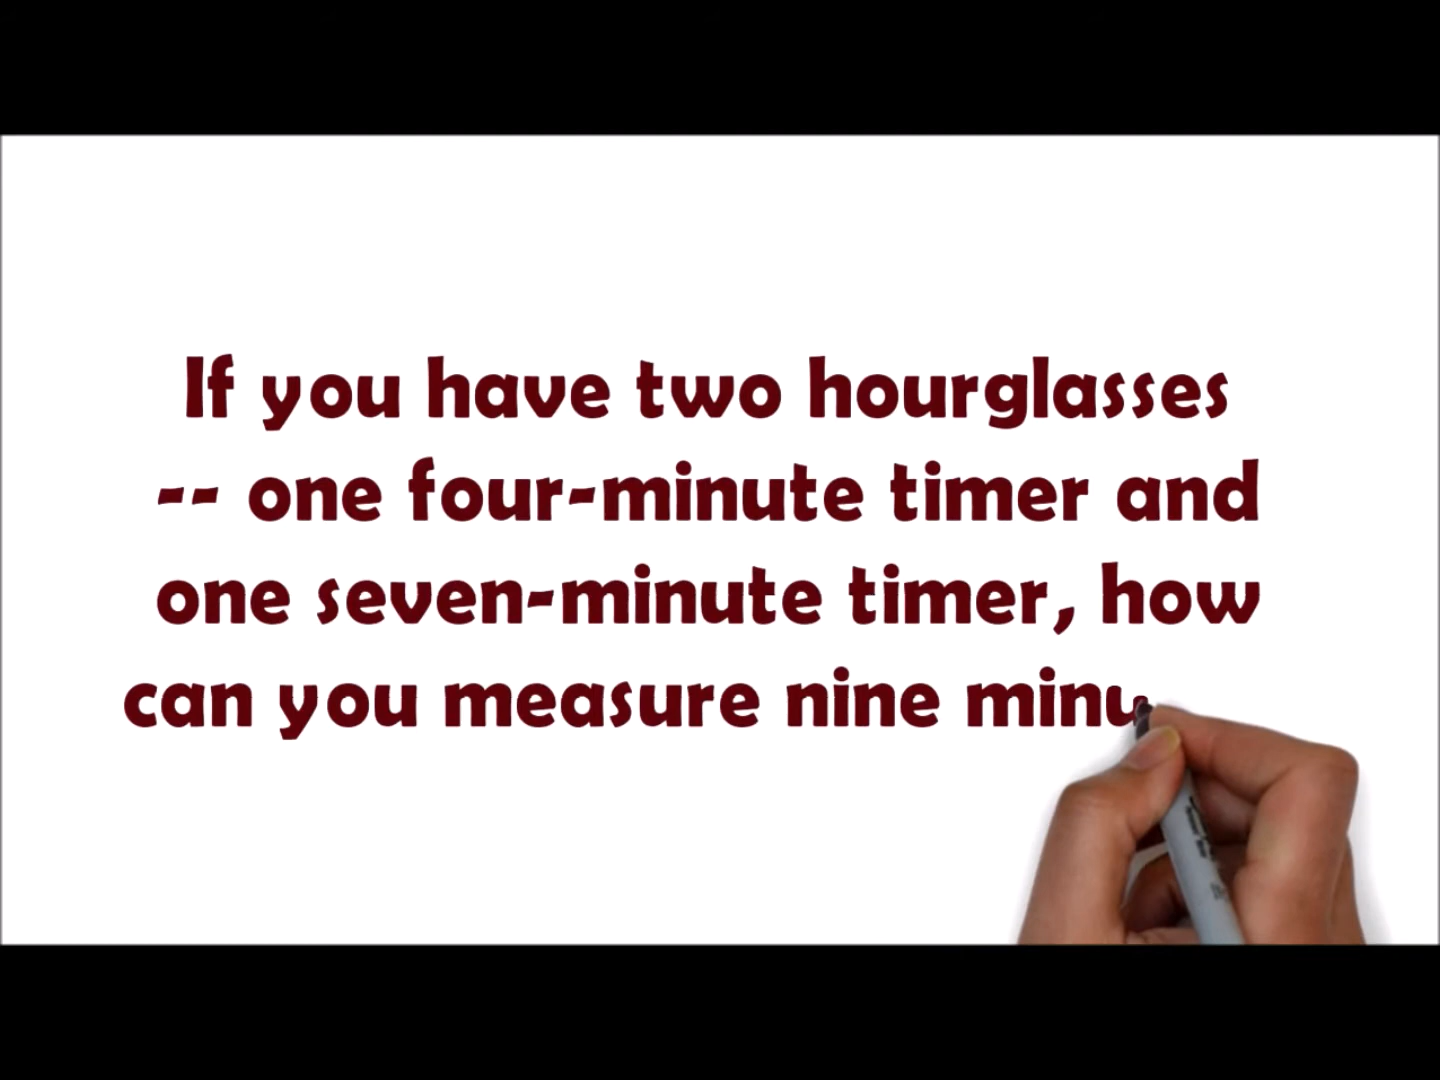 If you have two hourglasses
-- one four-minute timer and
one seven-minute timer, how
can you measure nine minu